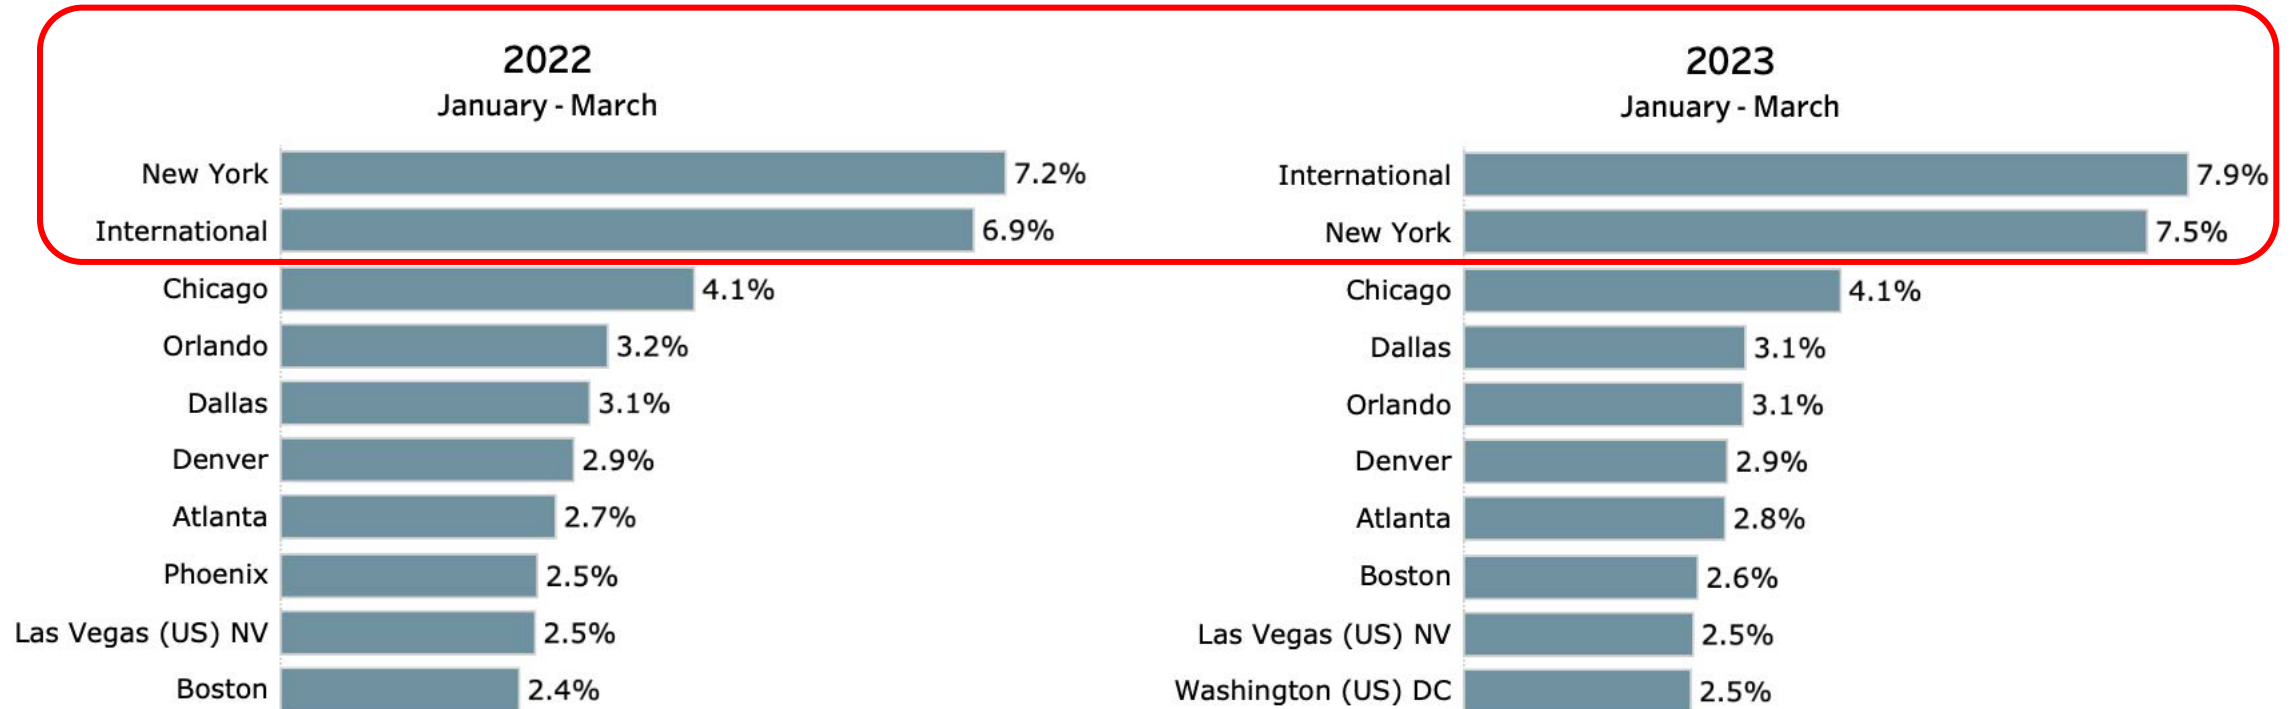 2022
January - March
New York 7.2%
International 6.9%
Chicago 4.1%
Orlando 3.2%
Dallas 3.1%
Denver 2.9%
Atlanta 2.7%
Phoenix 2.5%
Las Vegas (US) NV 2.5%
Boston 2.4%
2023
January - March
International 7.9%
New York 7.5%
Chicago 4.1%
Dallas 3.1%
Orlando 3.1%
Denver 2.9%
Atlanta 2.8%
Boston 2.6%
Las Vegas (US) NV 2.5%
Washington (US) DC 2.5%